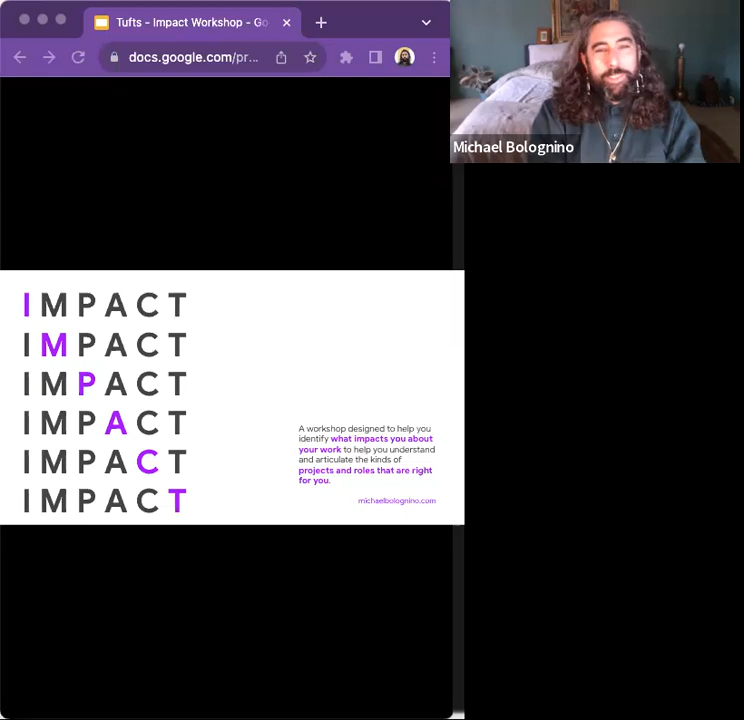 Tufts - Impact Workshop - Go
docs.google.com/pr...
Michael Bolognino
IMPACT
IMPACT
IMPACT
IMPACT
IMPACT
IMPACT
A workshop designed to help you
identify what impacts you about
your work to help you understand
and articulate the kinds of
projects and roles that are right
for you.
michaelbolognino.com